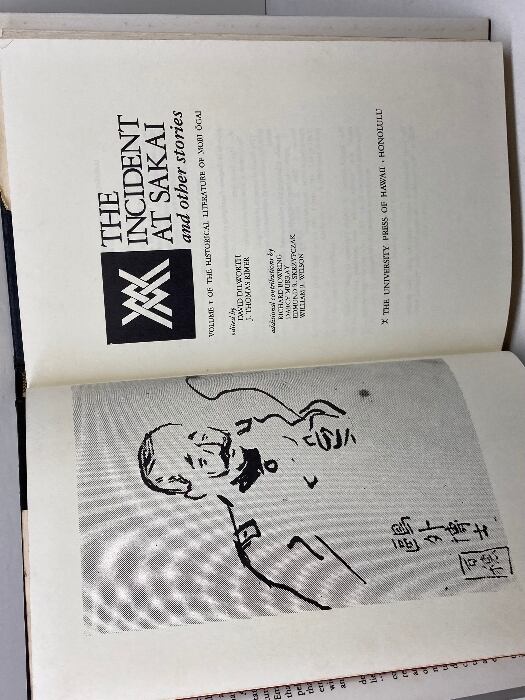 THE
INCIDENT
AT SAKAI
and other stories
VOLUME 1 OF THE HISTORICAL LITERATURE OF MORI ŌGAI
edited by
DAVID DILWORTH
J. THOMAS RIMER
additional contributions by
RICHARD BOWRING
DARCY MURRAY
EDMUND R. SKRZYPCZAK
WILLIAM R. WILSON
THE UNIVERSITY PRESS OF HAWAII · HONOLULU
鷗外博士